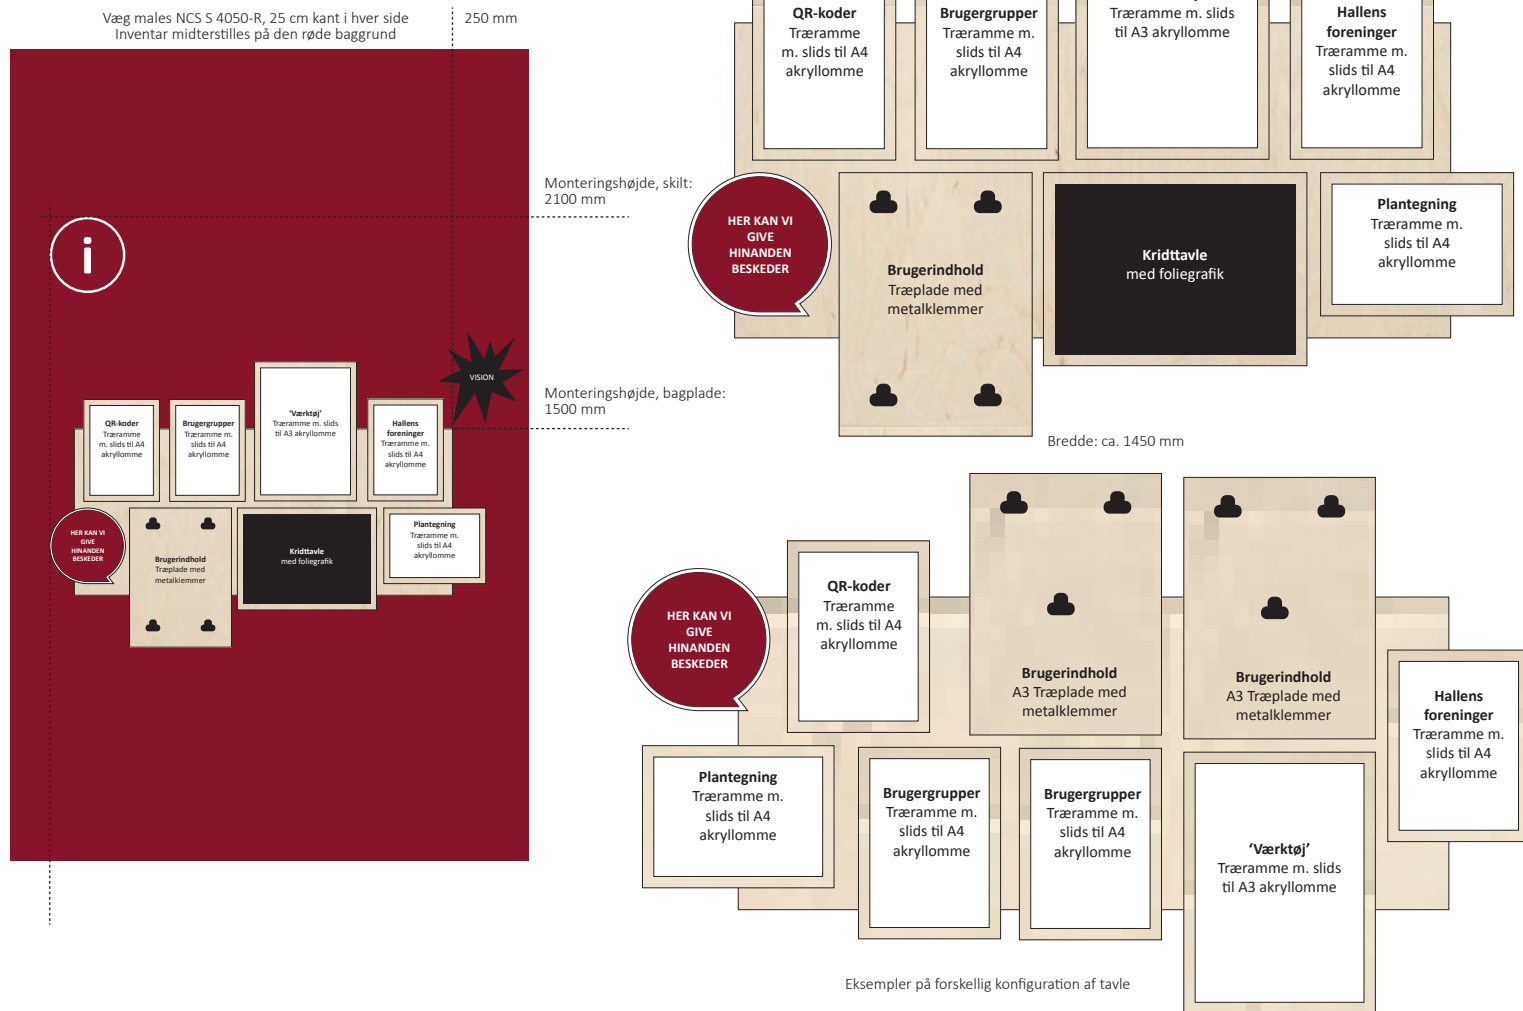 Væg males NCS S 4050-R, 25 cm kant i hver side
Inventar midterstilles på den røde baggrund
250 mm
Monteringshøjde, skilt:
2100 mm
i
VISION
Monteringshøjde, bagplade:
1500 mm
QR-koder
Træramme
m. slids til A4
akryllomme
Brugergrupper
Træramme m.
slids til A4
akryllomme
‘Værktøj’
Træramme m. slids
til A3 akryllomme
Hallens
foreninger
Træramme m.
slids til A4
akryllomme
HER KAN VI
GIVE
HINANDEN
BESKEDER
Brugerindhold
Træplade med
metalklemmer
Kridttavle
med foliegrafik
Plantegning
Træramme m.
slids til A4
akryllomme
QR-koder
Træramme
m. slids til A4
akryllomme
Brugergrupper
Træramme m.
slids til A4
akryllomme
Træramme m. slids
til A3 akryllomme
Hallens
foreninger
Træramme m.
slids til A4
akryllomme
HER KAN VI
GIVE
HINANDEN
BESKEDER
Brugerindhold
Træplade med
metalklemmer
Kridttavle
med foliegrafik
Plantegning
Træramme m.
slids til A4
akryllomme
Bredde: ca. 1450 mm
HER KAN VI
GIVE
HINANDEN
BESKEDER
QR-koder
Træramme
m. slids til A4
akryllomme
Brugerindhold
A3 Træplade med
metalklemmer
Brugerindhold
A3 Træplade med
metalklemmer
Hallens
foreninger
Træramme m.
slids til A4
akryllomme
Plantegning
Træramme m.
slids til A4
akryllomme
Brugergrupper
Træramme m.
slids til A4
akryllomme
Brugergrupper
Træramme m.
slids til A4
akryllomme
‘Værktøj’
Træramme m. slids
til A3 akryllomme
Eksempler på forskellig konfiguration af tavle